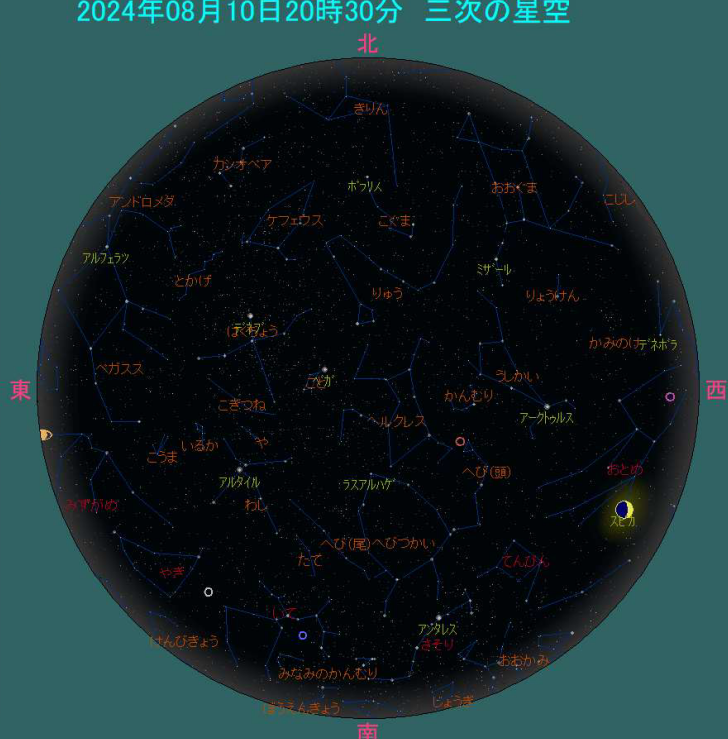 2024年08月10日20時30分 三次の星空
北
きりん
カシオペア
ポラリス
おおぐま
アンドロメダ
こじし
ケフェウス
こぐま
アルフェラツ
ミザール
とかげ
りゅう
りょうけん
デネブ
はくちょう
かみのけ
デネボラ
ペガスス
うしかい
東
西
こと
ベガ
かんむり
こぎつね
アークトゥルス
ヘルクレス
や
いるか
こうま
へび(頭)
おとめ
アルタイル
ラスアルハゲ
みずがめ
わし
スピカ
へび(尾)
へびつかい
たて
てんびん
やぎ
いて
アンタレス
けんびきょう
さそり
おおかみ
みなみのかんむり
ぼうえんきょう
じょうぎ
南